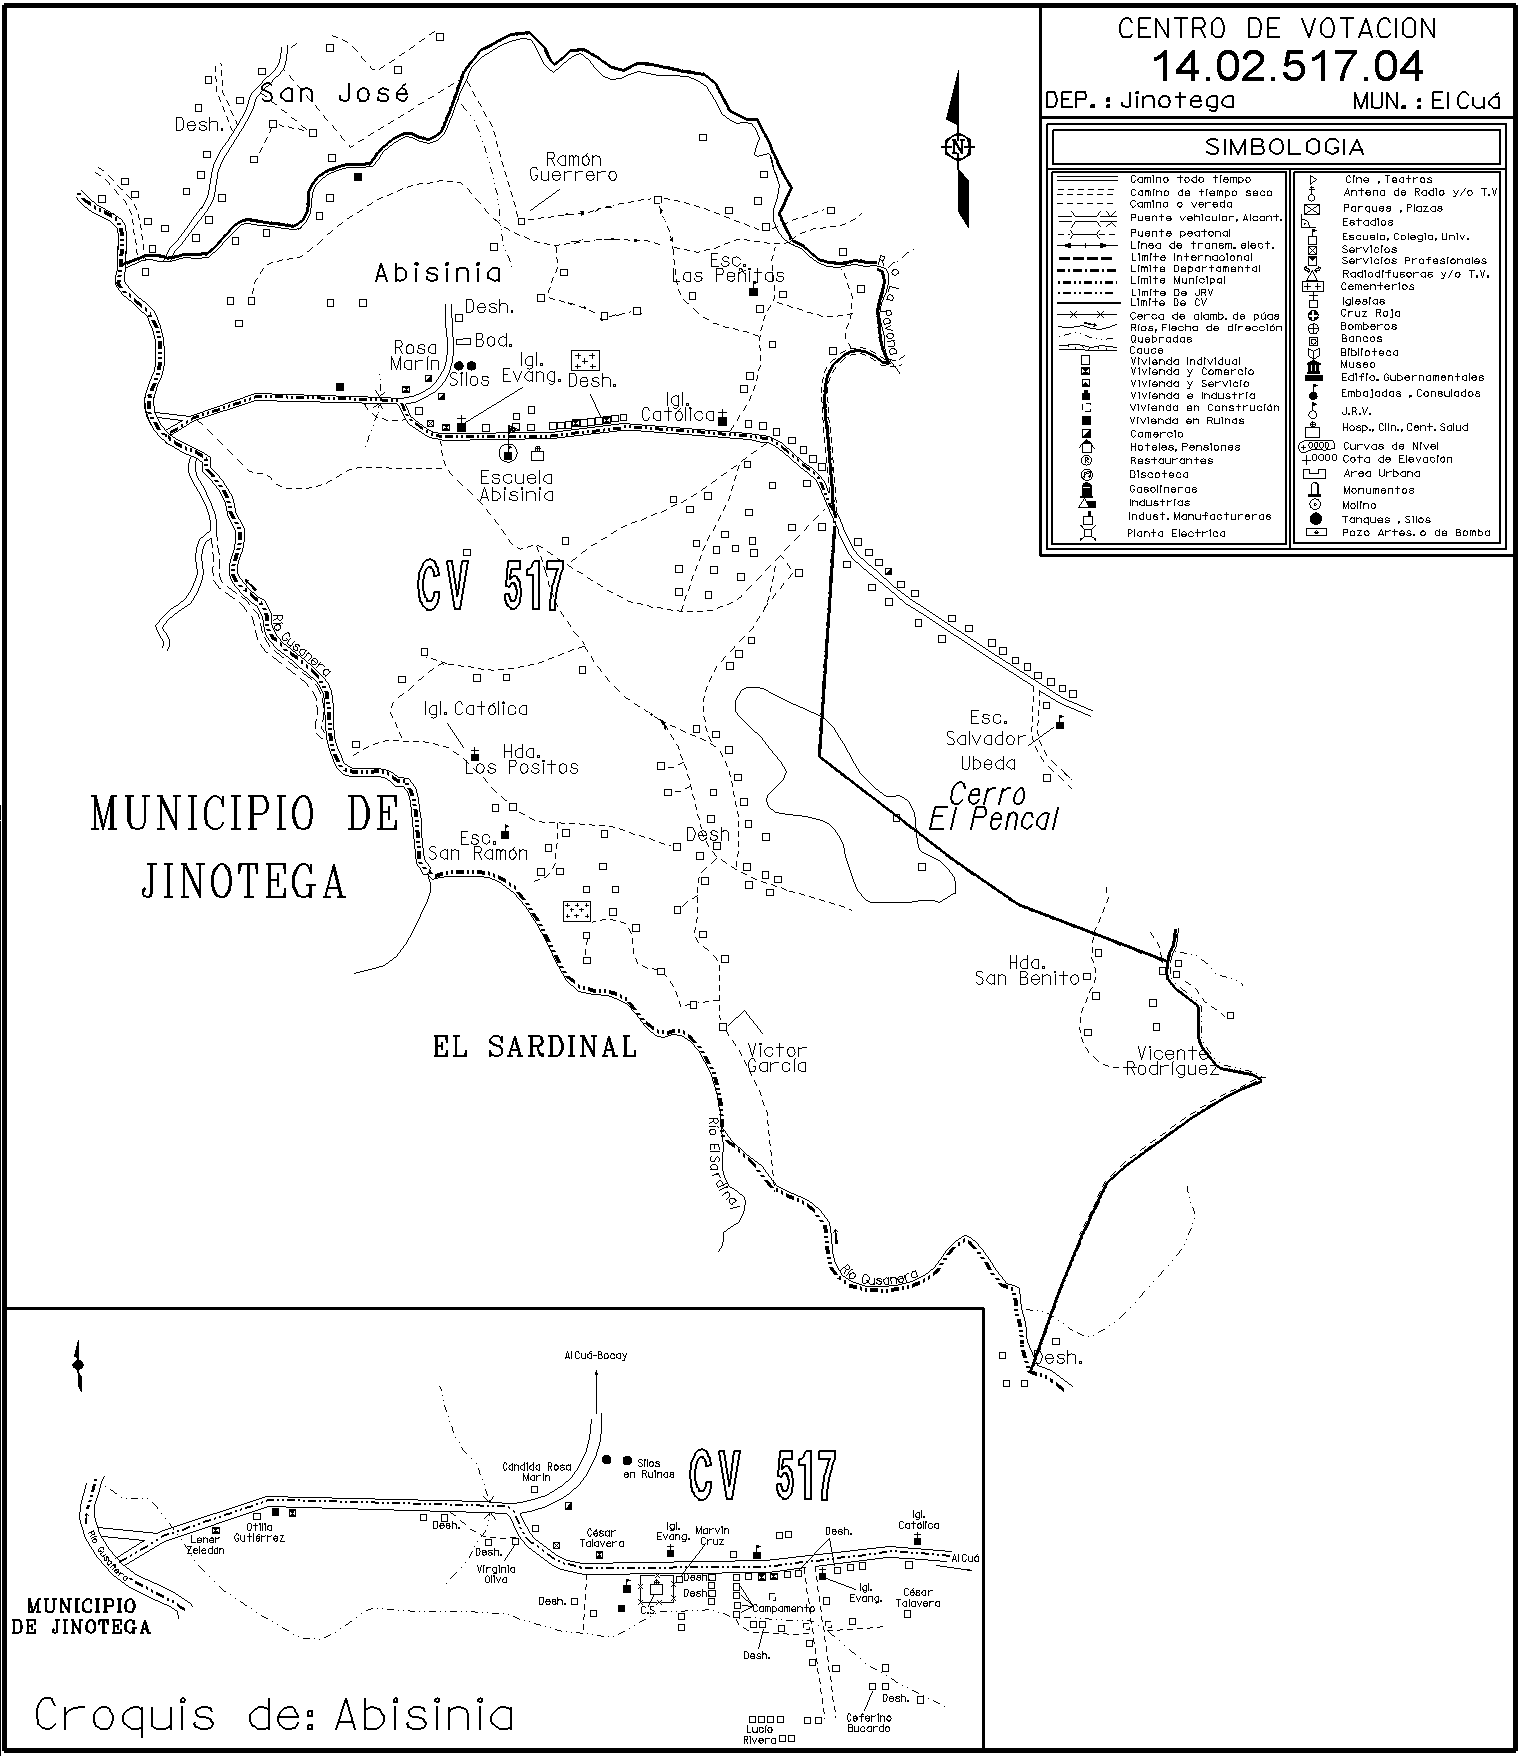 CENTRO DE VOTACION
14.02.517.04
DEP.: Jinotega MUN.: El Cuá
SIMBOLOGIA
Camino todo tiempo
Camino de tiempo seco
Camino o vereda
Puente vehicular, Alcant.
Puente peatonal
Línea de transm. elect.
Límite Internacional
Límite Departamental
Límite Municipal
Límite De JRV
Límite De CV
Cerca de alamb. de púas
Ríos, Flecha de dirección
Quebradas
Cauce
Vivienda Individual
Vivienda y Comercio
Vivienda y Servicio
Vivienda e Industria
Vivienda en Construción
Vivienda en Ruinas
Comercio
Hoteles, Pensiones
Restaurantes
Discoteca
Gasolineras
Industrias
Indust. Manufactureras
Planta Electrica
Cine , Teatros
Antena de Radio y/o T.V
Parques , Plazas
Estadios
Escuela, Colegio, Univ.
Servicios
Servicios Profesionales
Radiodifusoras y/o T.V.
Cementerios
Iglesias
Cruz Roja
Bomberos
Bancos
Biblioteca
Museo
Edific. Gubernamentales
Embajadas , Consulados
J.R.V.
Hosp., Clin., Cent. Salud
Curvas de Nivel
Cota de Elevación
Area Urbana
Monumentos
Molino
Tanques , Silos
Pozo Artes. o de Bomba
N
San José
Desh.
Ramón
Guerrero
Abisinia
Esc.
Las Peñitas
Desh.
Bod.
Rosa
Marín
Silos
Igl.
Evang.
Desh.
Igl.
Católica
Escuela
Abisinia
CV 517
Río Gusanera
Igl. Católica
Hda.
Los Positos
Esc.
Salvador
Ubeda
Cerro
El Pencal
MUNICIPIO DE
JINOTEGA
Esc.
San Ramón
Desh
Hda.
San Benito
EL SARDINAL
Victor
García
Vicente
Rodríguez
Río El Sardinal
Río Gusanera
Desh.
Al Cuá-Bocay
Cándida Rosa
Marín
Silos
en Ruinas
CV 517
Lener
Zeledán
Otilia
Gutiérrez
Desh.
Desh.
Virginia
Oliva
César
Talavera
Igl.
Evang.
Marvin
Cruz
Desh.
Igl.
Católica
Al Cuá
Río Gusanera
Desh.
C.S.
Desh.
Desh.
Campamento
Igl.
Evang.
César
Talavera
MUNICIPIO
DE JINOTEGA
Desh.
Desh.
Ceferino
Bucardo
Lucio
Rivera
Croquis de: Abisinia